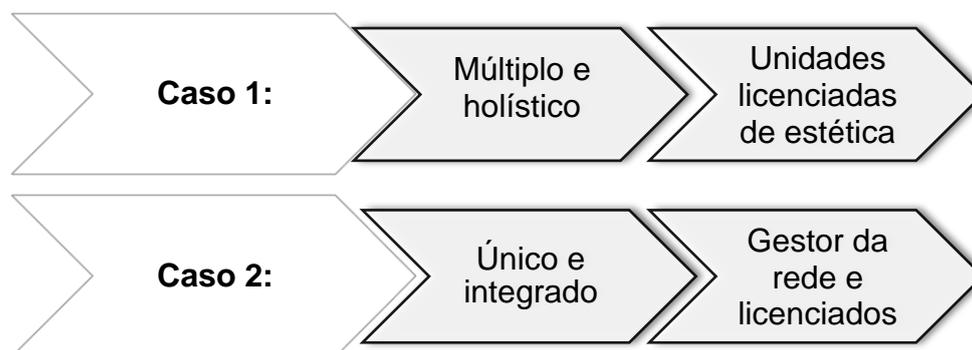 Caso 1:
Múltiplo e
holístico
Unidades
licenciadas
de estética
Caso 2:
Único e
integrado
Gestor da
rede e
licenciados